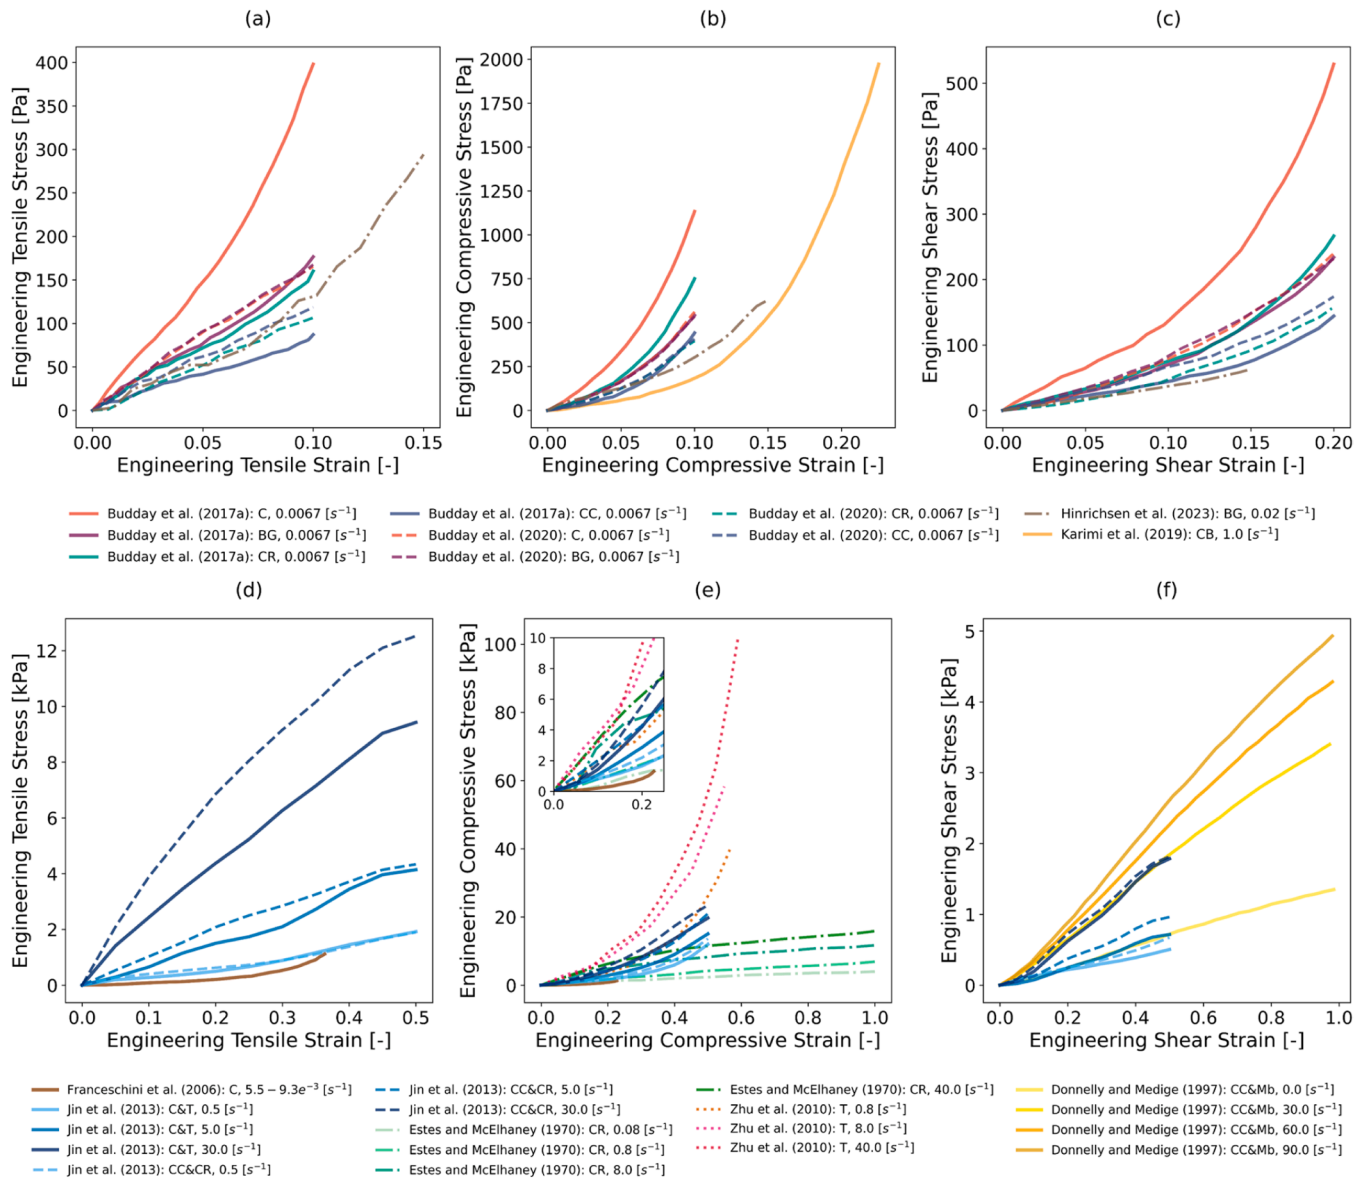 (a)
(b)
(c)
Engineering Tensile Stress [Pa]
400
350
300
250
200
150
100
50
0
0.00 0.05 0.10 0.15
Engineering Tensile Strain [-]
Engineering Compressive Stress [Pa]
2000
1750
1500
1250
1000
750
500
250
0
0.00 0.05 0.10 0.15 0.20
Engineering Compressive Strain [-]
Engineering Shear Stress [Pa]
500
400
300
200
100
0
0.00 0.05 0.10 0.15 0.20
Engineering Shear Strain [-]
Budday et al. (2017a): C, 0.0067 [s⁻¹]
Budday et al. (2017a): BG, 0.0067 [s⁻¹]
Budday et al. (2017a): CR, 0.0067 [s⁻¹]
Budday et al. (2017a): CC, 0.0067 [s⁻¹]
Budday et al. (2020): C, 0.0067 [s⁻¹]
Budday et al. (2020): BG, 0.0067 [s⁻¹]
Budday et al. (2020): CR, 0.0067 [s⁻¹]
Budday et al. (2020): CC, 0.0067 [s⁻¹]
Hinrichsen et al. (2023): BG, 0.02 [s⁻¹]
Karimi et al. (2019): CB, 1.0 [s⁻¹]
(d)
(e)
(f)
Engineering Tensile Stress [kPa]
12
10
8
6
4
2
0
0.0 0.1 0.2 0.3 0.4 0.5
Engineering Tensile Strain [-]
Engineering Compressive Stress [kPa]
100
80
60
40
20
0
10
8
6
4
2
0
0.0 0.2
0.0 0.2 0.4 0.6 0.8 1.0
Engineering Compressive Strain [-]
Engineering Shear Stress [kPa]
5
4
3
2
1
0
0.0 0.2 0.4 0.6 0.8 1.0
Engineering Shear Strain [-]
Franceschini et al. (2006): C, 5.5 − 9.3e⁻³ [s⁻¹]
Jin et al. (2013): C&T, 0.5 [s⁻¹]
Jin et al. (2013): C&T, 5.0 [s⁻¹]
Jin et al. (2013): C&T, 30.0 [s⁻¹]
Jin et al. (2013): CC&CR, 0.5 [s⁻¹]
Jin et al. (2013): CC&CR, 5.0 [s⁻¹]
Jin et al. (2013): CC&CR, 30.0 [s⁻¹]
Estes and McElhaney (1970): CR, 0.08 [s⁻¹]
Estes and McElhaney (1970): CR, 0.8 [s⁻¹]
Estes and McElhaney (1970): CR, 8.0 [s⁻¹]
Estes and McElhaney (1970): CR, 40.0 [s⁻¹]
Zhu et al. (2010): T, 0.8 [s⁻¹]
Zhu et al. (2010): T, 8.0 [s⁻¹]
Zhu et al. (2010): T, 40.0 [s⁻¹]
Donnelly and Medige (1997): CC&Mb, 0.0 [s⁻¹]
Donnelly and Medige (1997): CC&Mb, 30.0 [s⁻¹]
Donnelly and Medige (1997): CC&Mb, 60.0 [s⁻¹]
Donnelly and Medige (1997): CC&Mb, 90.0 [s⁻¹]